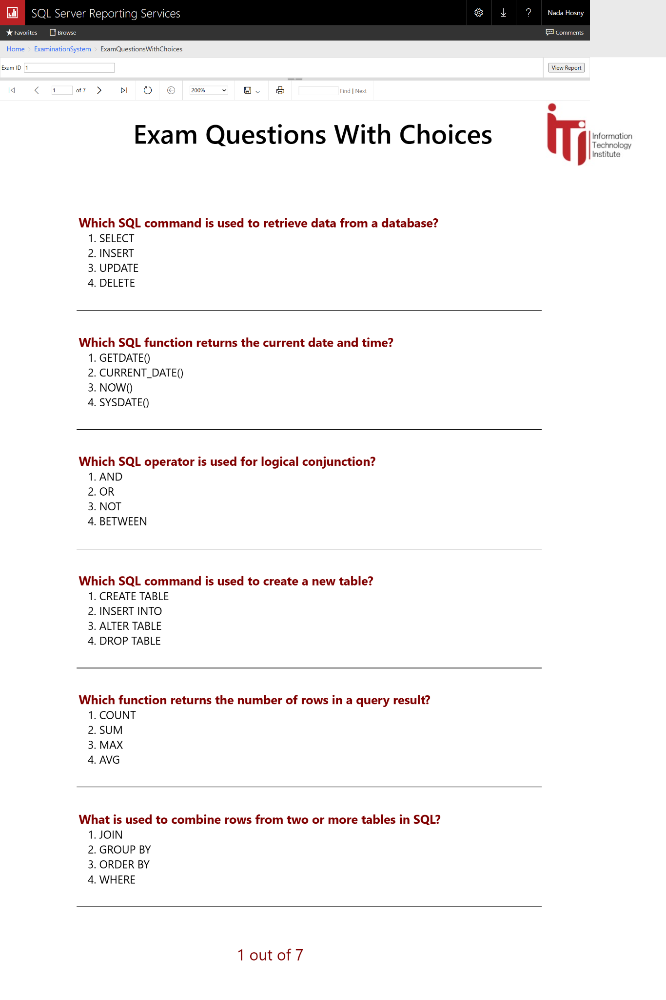 SQL Server Reporting Services
? Nada Hosny
Favorites Browse Comments
Home > ExaminationSystem > ExamQuestionsWithChoices
Exam ID 1 View Report
1 of 7 200% Find | Next
Exam Questions With Choices
iTi Information
Technology
Institute
Which SQL command is used to retrieve data from a database?
1. SELECT
2. INSERT
3. UPDATE
4. DELETE
Which SQL function returns the current date and time?
1. GETDATE()
2. CURRENT_DATE()
3. NOW()
4. SYSDATE()
Which SQL operator is used for logical conjunction?
1. AND
2. OR
3. NOT
4. BETWEEN
Which SQL command is used to create a new table?
1. CREATE TABLE
2. INSERT INTO
3. ALTER TABLE
4. DROP TABLE
Which function returns the number of rows in a query result?
1. COUNT
2. SUM
3. MAX
4. AVG
What is used to combine rows from two or more tables in SQL?
1. JOIN
2. GROUP BY
3. ORDER BY
4. WHERE
1 out of 7